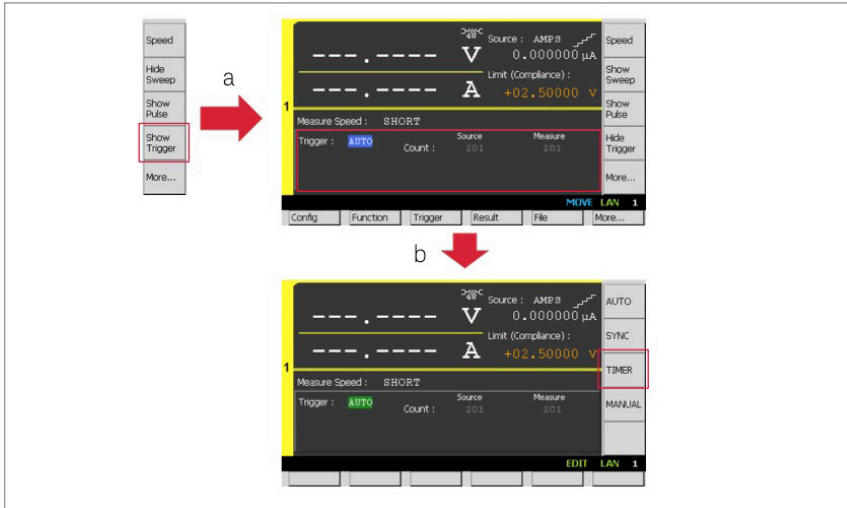 Speed
Hide
Sweep
Show
Pulse
Show
Trigger
More...
a
---.---- V
Source : AMPS
0.000000 µA
---.---- A
Limit (Compliance) :
+02.50000 V
1
Measure Speed : SHORT
Trigger : AUTO
Source Measure
Count : 201 201
MOVE LAN 1
Speed
Show
Sweep
Show
Pulse
Hide
Trigger
More...
Config Function Trigger Result File More...
b
---.---- V
Source : AMPS
0.000000 µA
---.---- A
Limit (Compliance) :
+02.50000 V
1
Measure Speed : SHORT
Trigger : AUTO
Source Measure
Count : 201 201
EDIT LAN 1
AUTO
SYNC
TIMER
MANUAL